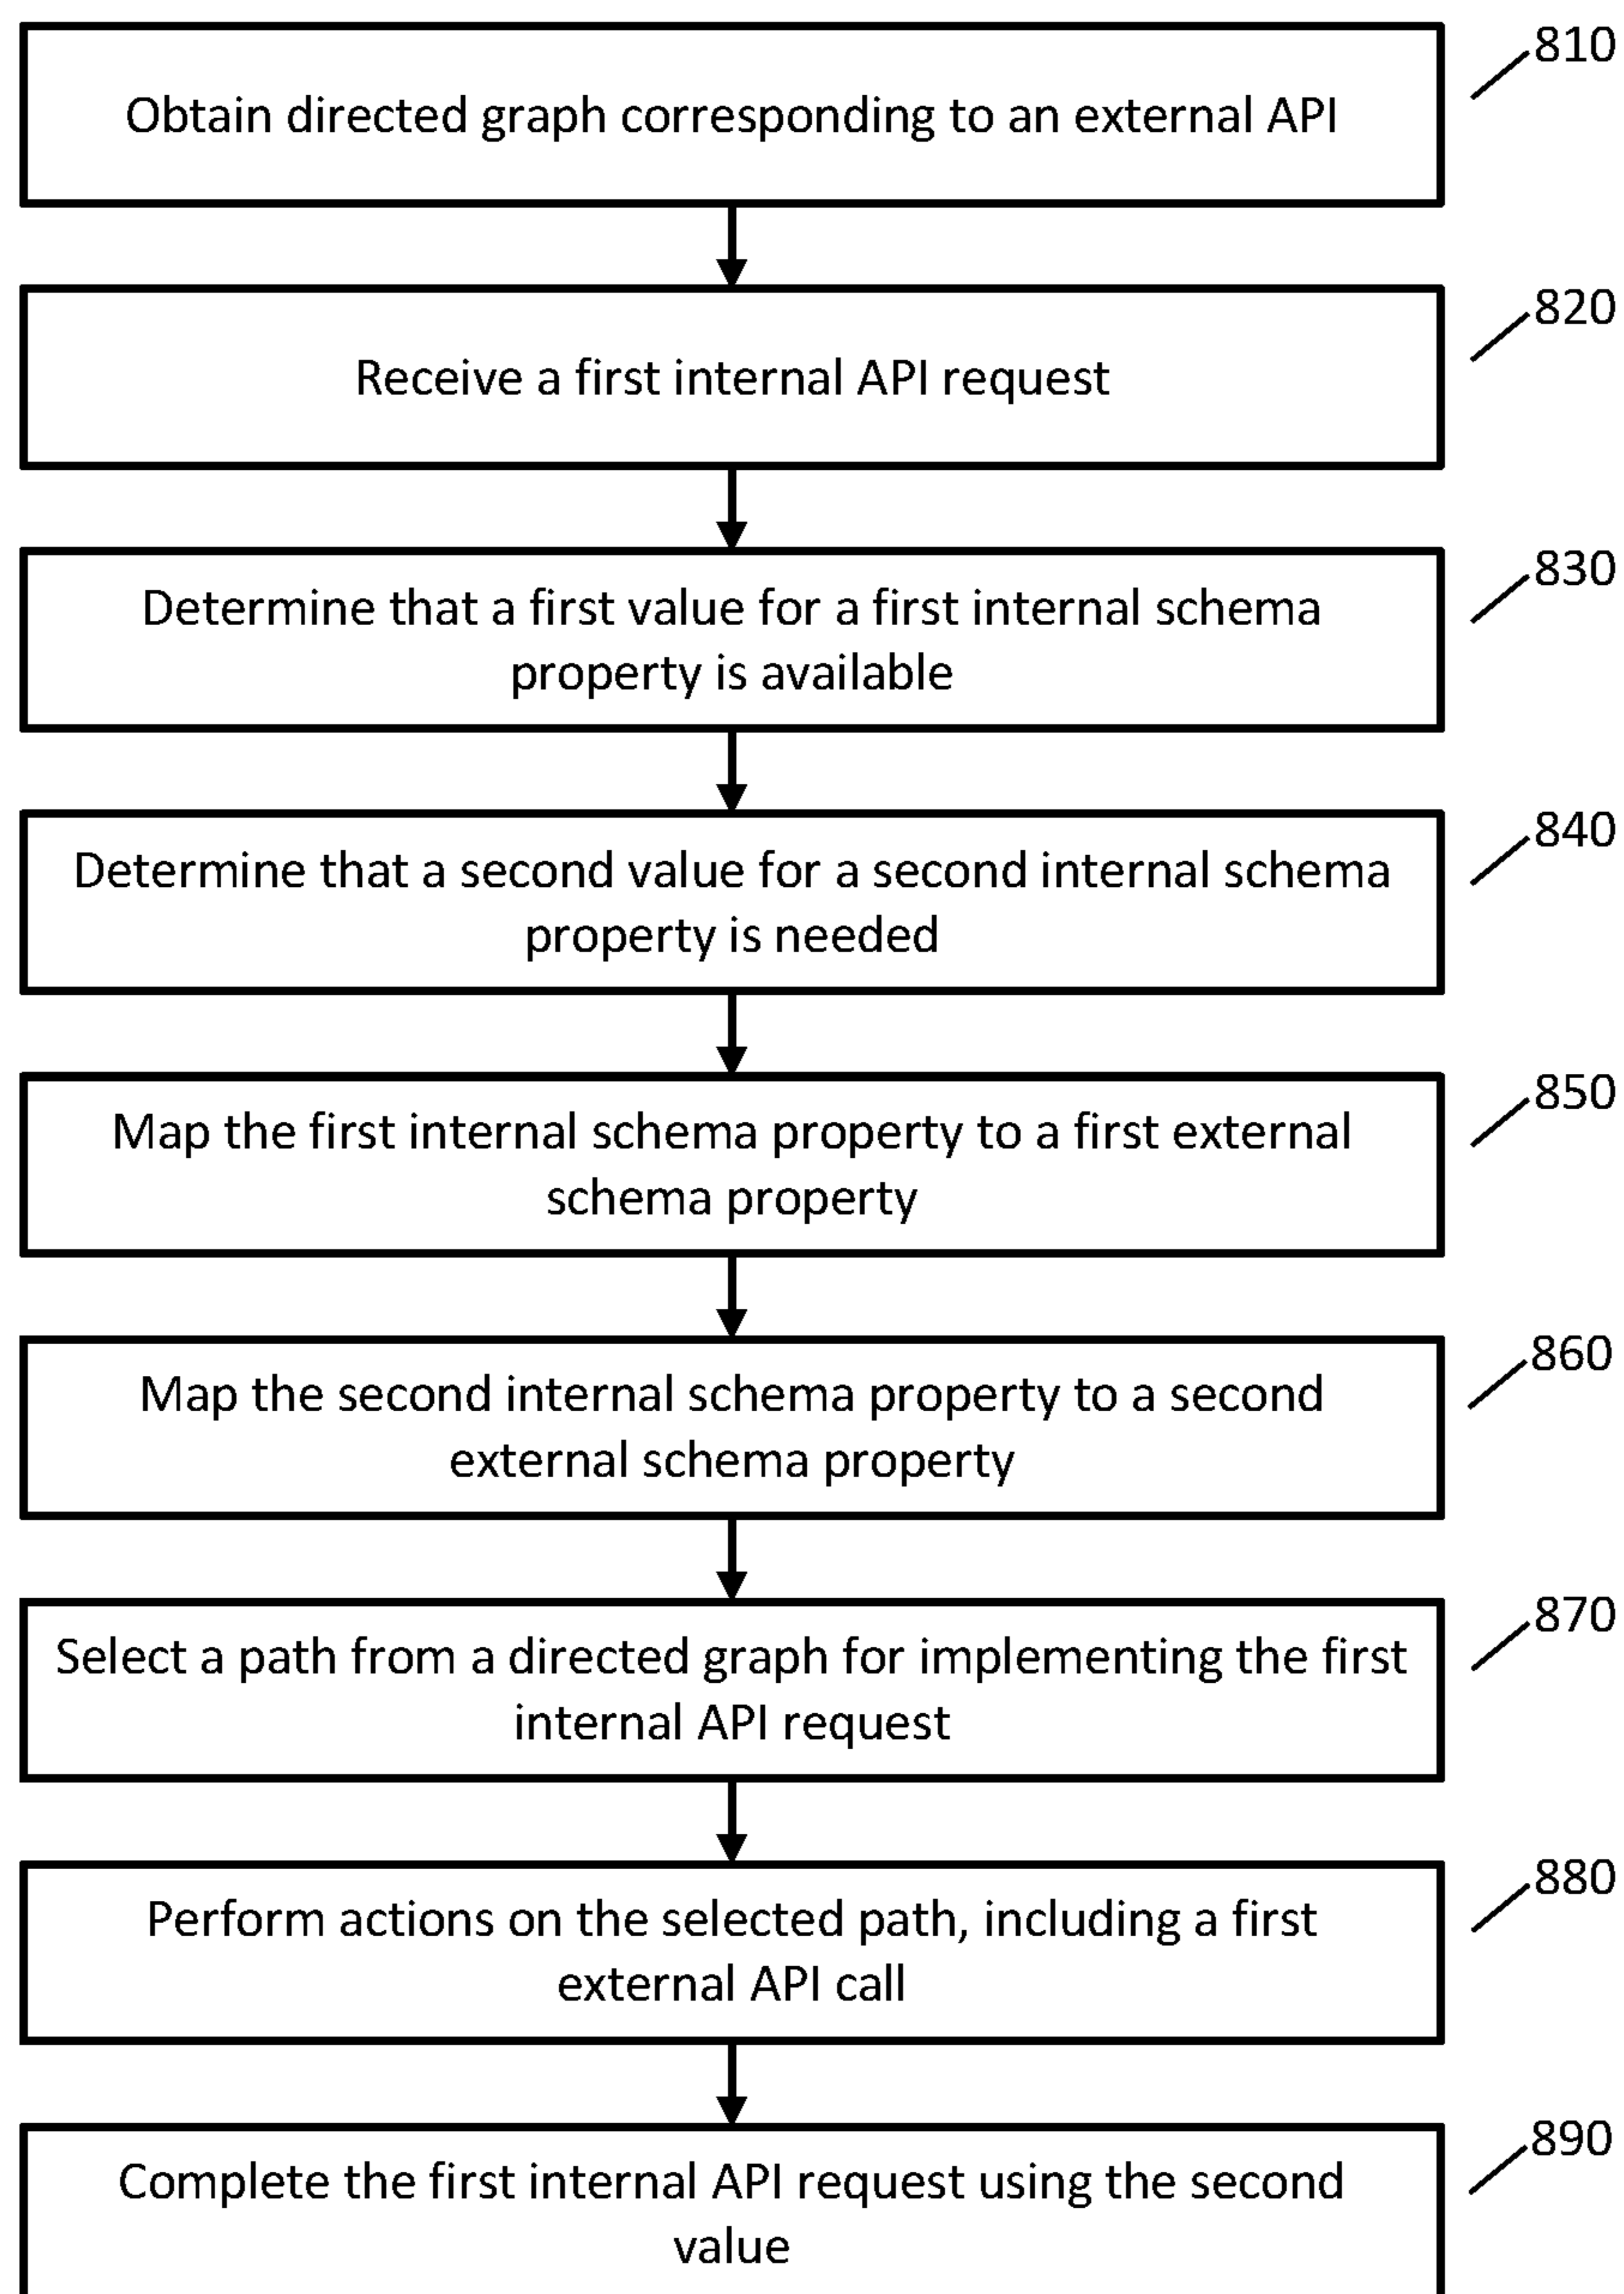 810
Obtain directed graph corresponding to an external API
820
Receive a first internal API request
830
Determine that a first value for a first internal schema
property is available
840
Determine that a second value for a second internal schema
property is needed
850
Map the first internal schema property to a first external
schema property
860
Map the second internal schema property to a second
external schema property
870
Select a path from a directed graph for implementing the first
internal API request
880
Perform actions on the selected path, including a first
external API call
890
Complete the first internal API request using the second
value